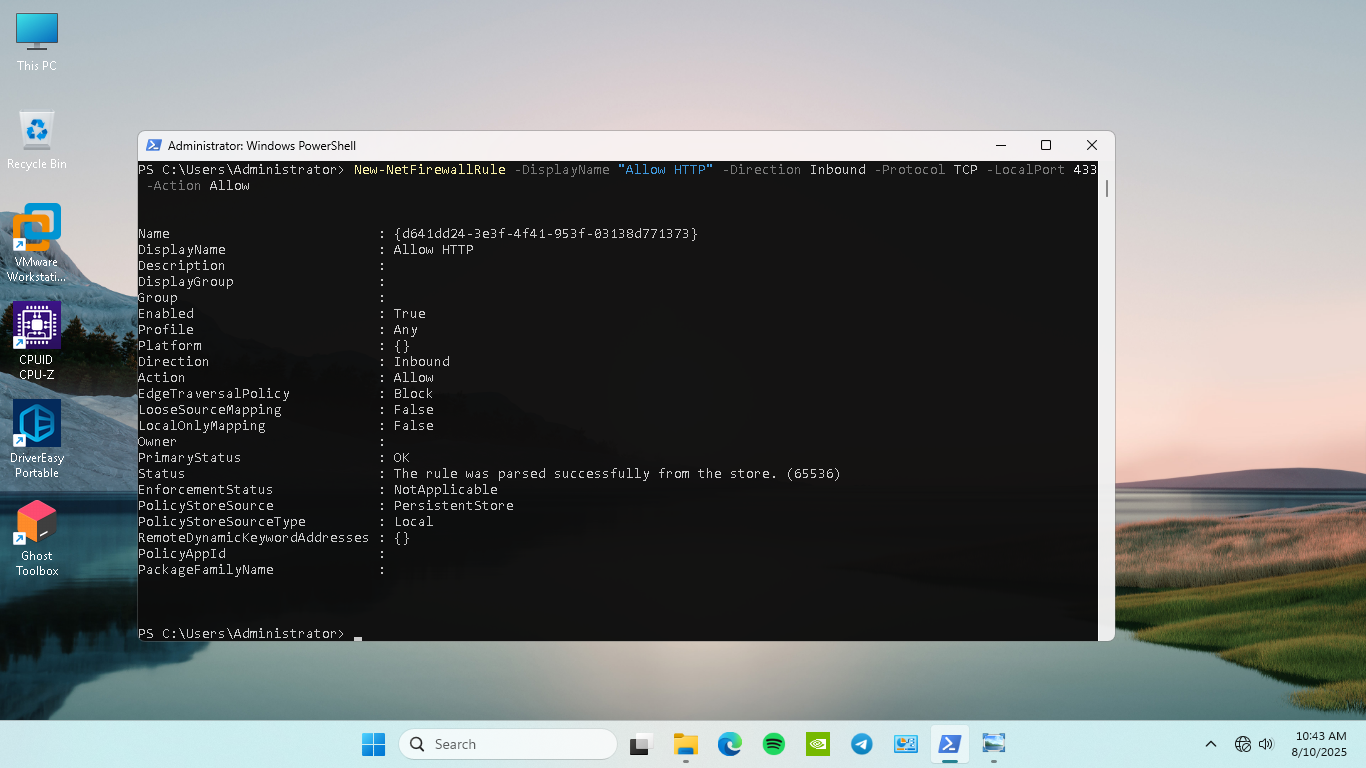 This PC
Recycle Bin
VMware
Workstati...
CPUID
CPU-Z
DriverEasy
Portable
Ghost
Toolbox
Administrator: Windows PowerShell
PS C:\Users\Administrator> New-NetFirewallRule -DisplayName "Allow HTTP" -Direction Inbound -Protocol TCP -LocalPort 433
-Action Allow
Name : {d641dd24-3e3f-4f41-953f-03138d771373}
DisplayName : Allow HTTP
Description :
DisplayGroup :
Group :
Enabled : True
Profile : Any
Platform : {}
Direction : Inbound
Action : Allow
EdgeTraversalPolicy : Block
LooseSourceMapping : False
LocalOnlyMapping : False
Owner :
PrimaryStatus : OK
Status : The rule was parsed successfully from the store. (65536)
EnforcementStatus : NotApplicable
PolicyStoreSource : PersistentStore
PolicyStoreSourceType : Local
RemoteDynamicKeywordAddresses : {}
PolicyAppId :
PackageFamilyName :
PS C:\Users\Administrator>
Search
10:43 AM
8/10/2025